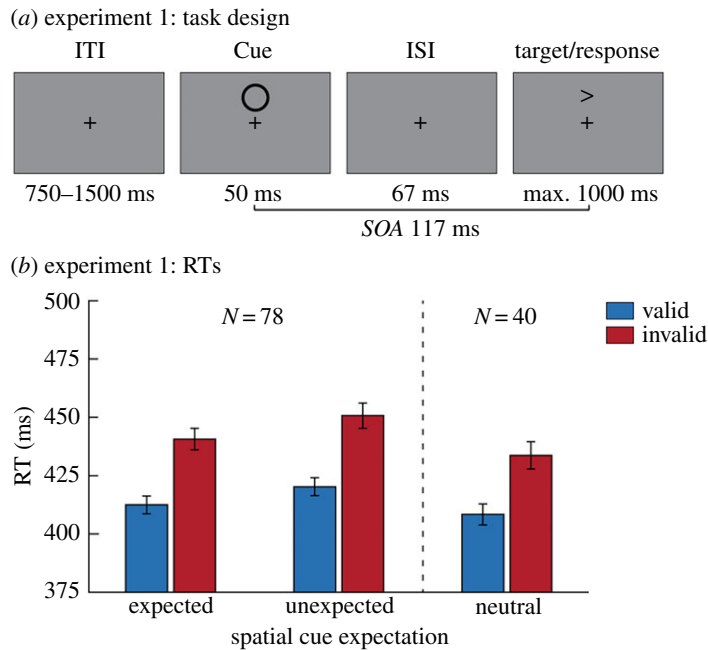 (a) experiment 1: task design
ITI Cue ISI target/response
+ + + >
+
750–1500 ms 50 ms 67 ms max. 1000 ms
SOA 117 ms
(b) experiment 1: RTs
500
475
450
425
400
375
RT (ms)
N = 78 N = 40
valid
invalid
expected unexpected neutral
spatial cue expectation